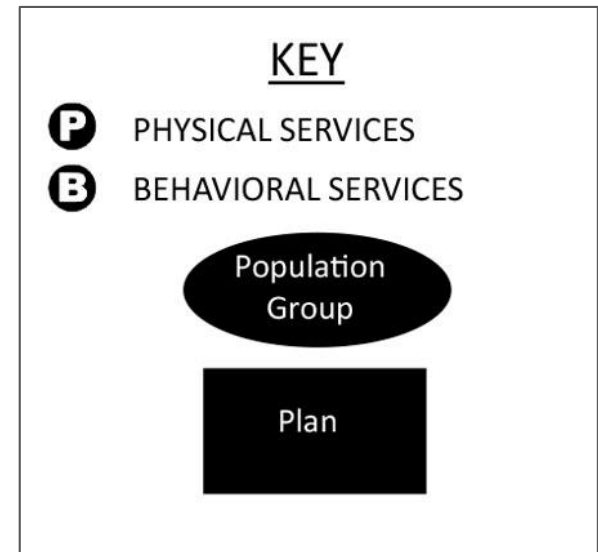 KEY
P PHYSICAL SERVICES
B BEHAVIORAL SERVICES
Population
Group
Plan